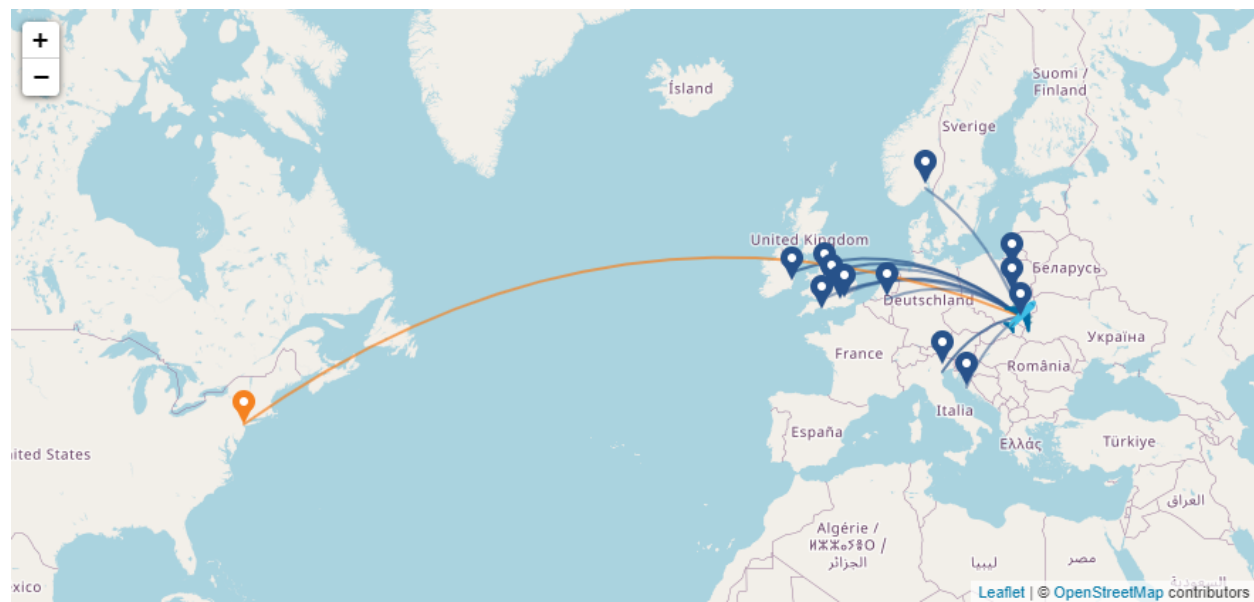 +
−
Ísland
Suomi /
Finland
Sverige
United Kingdom
Беларусь
Deutschland
Україна
France
România
Italia
España
Ελλάς
Türkiye
ited States
العراق
Algérie /
ⵍⵣⵣⴰⵢⴻⵔ /
الجزائر
ليبيا
مصر
السعودية
xico
Leaflet | © OpenStreetMap contributors